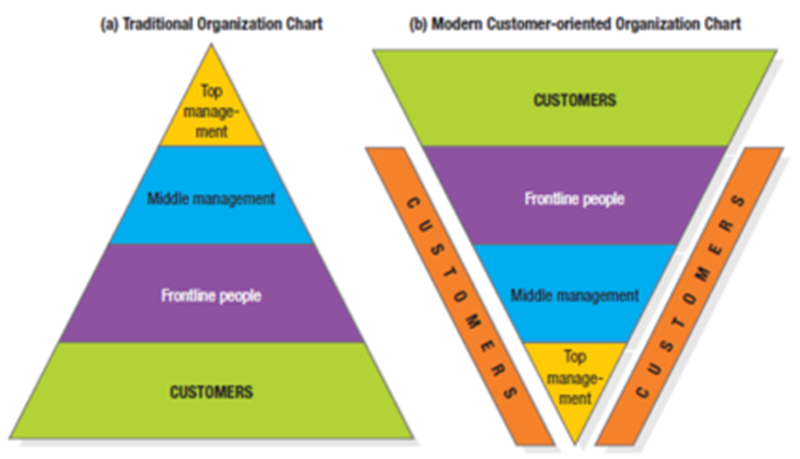 (a) Traditional Organization Chart
Top
manage-
ment
Middle management
Frontline people
CUSTOMERS
(b) Modern Customer-oriented Organization Chart
CUSTOMERS
Frontline people
Middle management
Top
manage-
ment
CUSTOMERS
CUSTOMERS